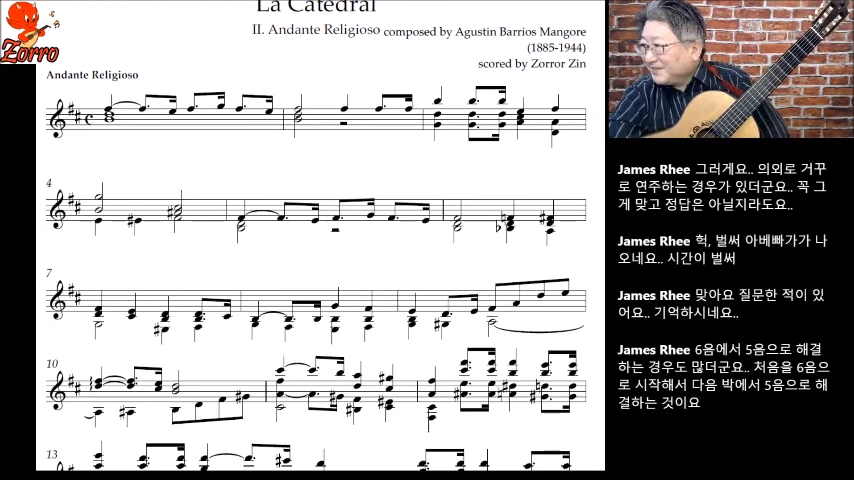 La Catedral
II. Andante Religioso composed by Agustin Barrios Mangore
(1885-1944)
scored by Zorror Zin
Zorro
Andante Religioso
4
7
10
13
James Rhee 그러게요.. 의외로 거꾸
로 연주하는 경우가 있더군요.. 꼭 그
게 맞고 정답은 아닐지라도요..
James Rhee 헉, 벌써 아베빠가가 나
오네요.. 시간이 벌써
James Rhee 맞아요 질문한 적이 있
어요.. 기억하시네요..
James Rhee 6음에서 5음으로 해결
하는 경우도 많더군요.. 처음을 6음으
로 시작해서 다음 박에서 5음으로 해
결하는 것이요